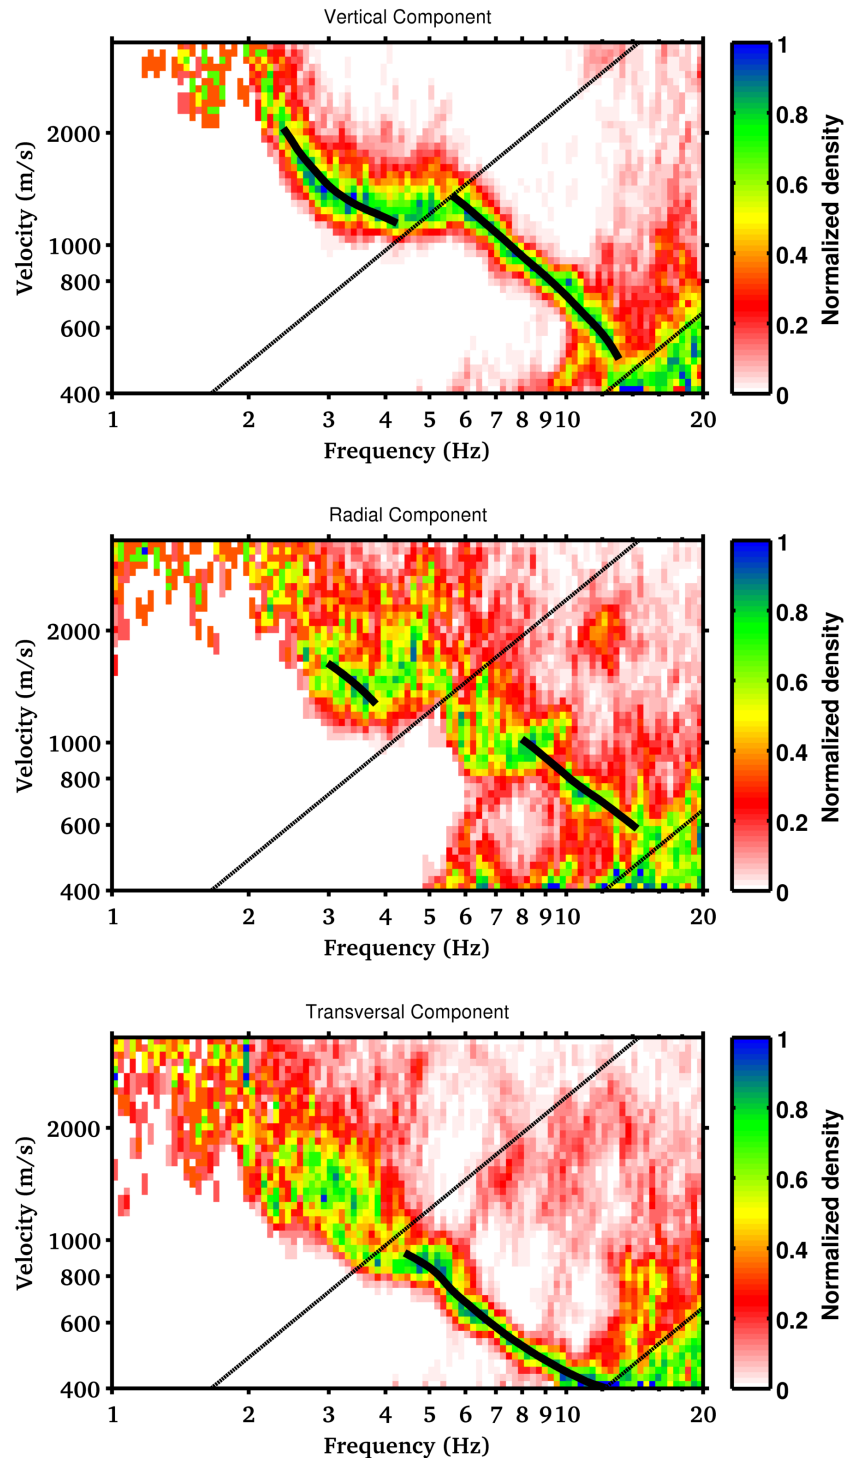 Vertical Component
Velocity (m/s)
2000
1000
800
600
400
1 2 3 4 5 6 7 8 9 10 20
Frequency (Hz)
1
0.8
0.6
0.4
0.2
0
Normalized density
Radial Component
Velocity (m/s)
2000
1000
800
600
400
1 2 3 4 5 6 7 8 9 10 20
Frequency (Hz)
1
0.8
0.6
0.4
0.2
0
Normalized density
Transversal Component
Velocity (m/s)
2000
1000
800
600
400
1 2 3 4 5 6 7 8 9 10 20
Frequency (Hz)
1
0.8
0.6
0.4
0.2
0
Normalized density